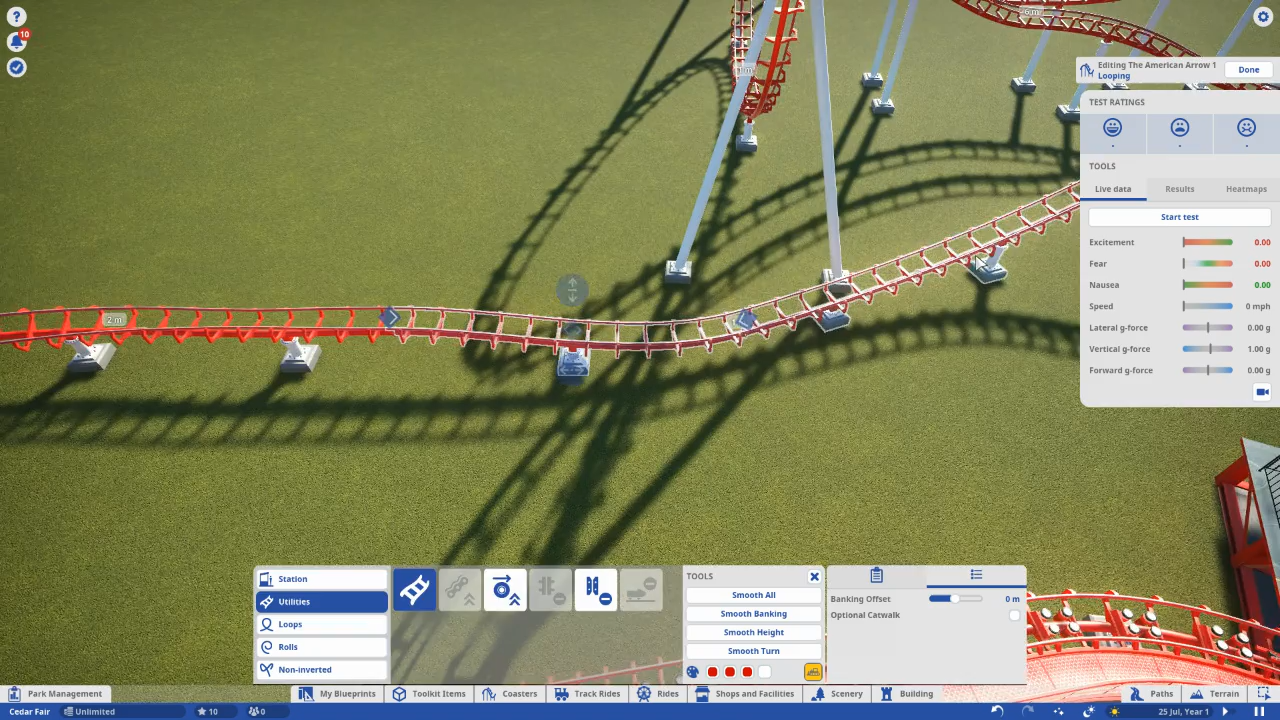 ?
10
-6 m
Editing The American Arrow 1
Looping
Done
TEST RATINGS
-
-
-
TOOLS
Live data
Results
Heatmaps
Start test
Excitement
0.00
Fear
0.00
Nausea
0.00
Speed
0 mph
Lateral g-force
0.00 g
Vertical g-force
1.00 g
Forward g-force
0.00 g
2 m
Station
Utilities
Loops
Rolls
Non-inverted
TOOLS
Smooth All
Smooth Banking
Smooth Height
Smooth Turn
Banking Offset
0 m
Optional Catwalk
Park Management
My Blueprints
Toolkit Items
Coasters
Track Rides
Rides
Shops and Facilities
Scenery
Building
Paths
Terrain
Cedar Fair
Unlimited
10
0
25 Jul, Year 1